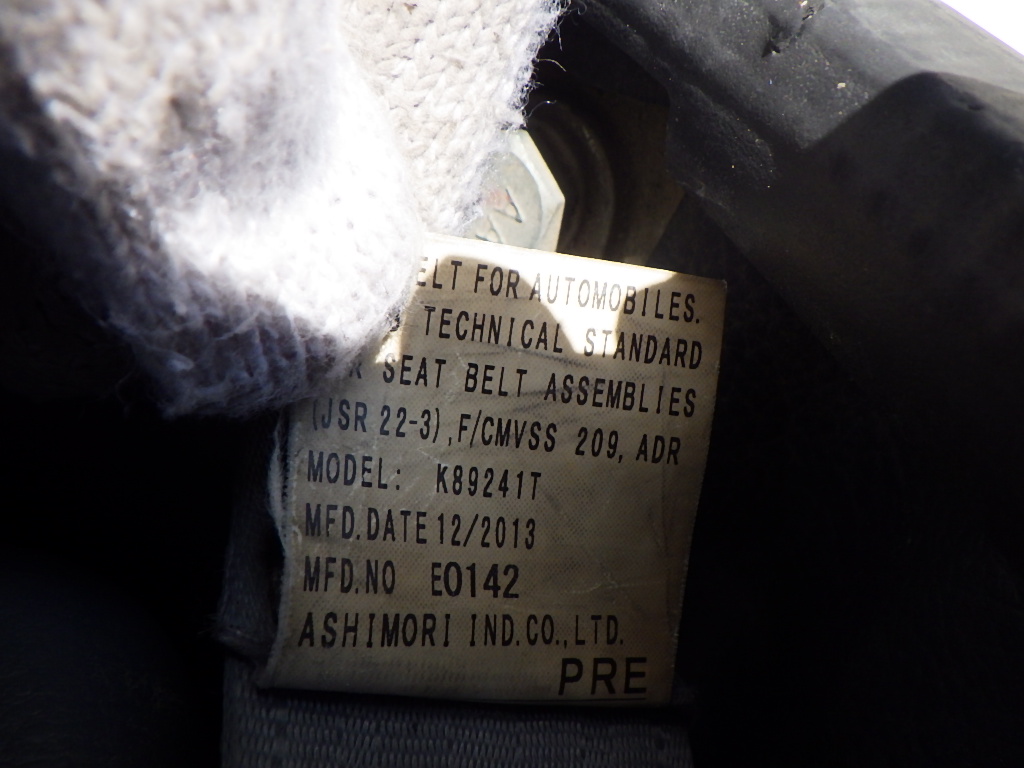 FOR AUTOMOBILES.
TECHNICAL STANDARD
SEAT BELT ASSEMBLIES
(JSR 22-3), F/CMVSS 209, ADR
MODEL: K89241T
MFD.DATE 12/2013
MFD.NO E0142
ASHIMORI IND.CO.,LTD.
PRE